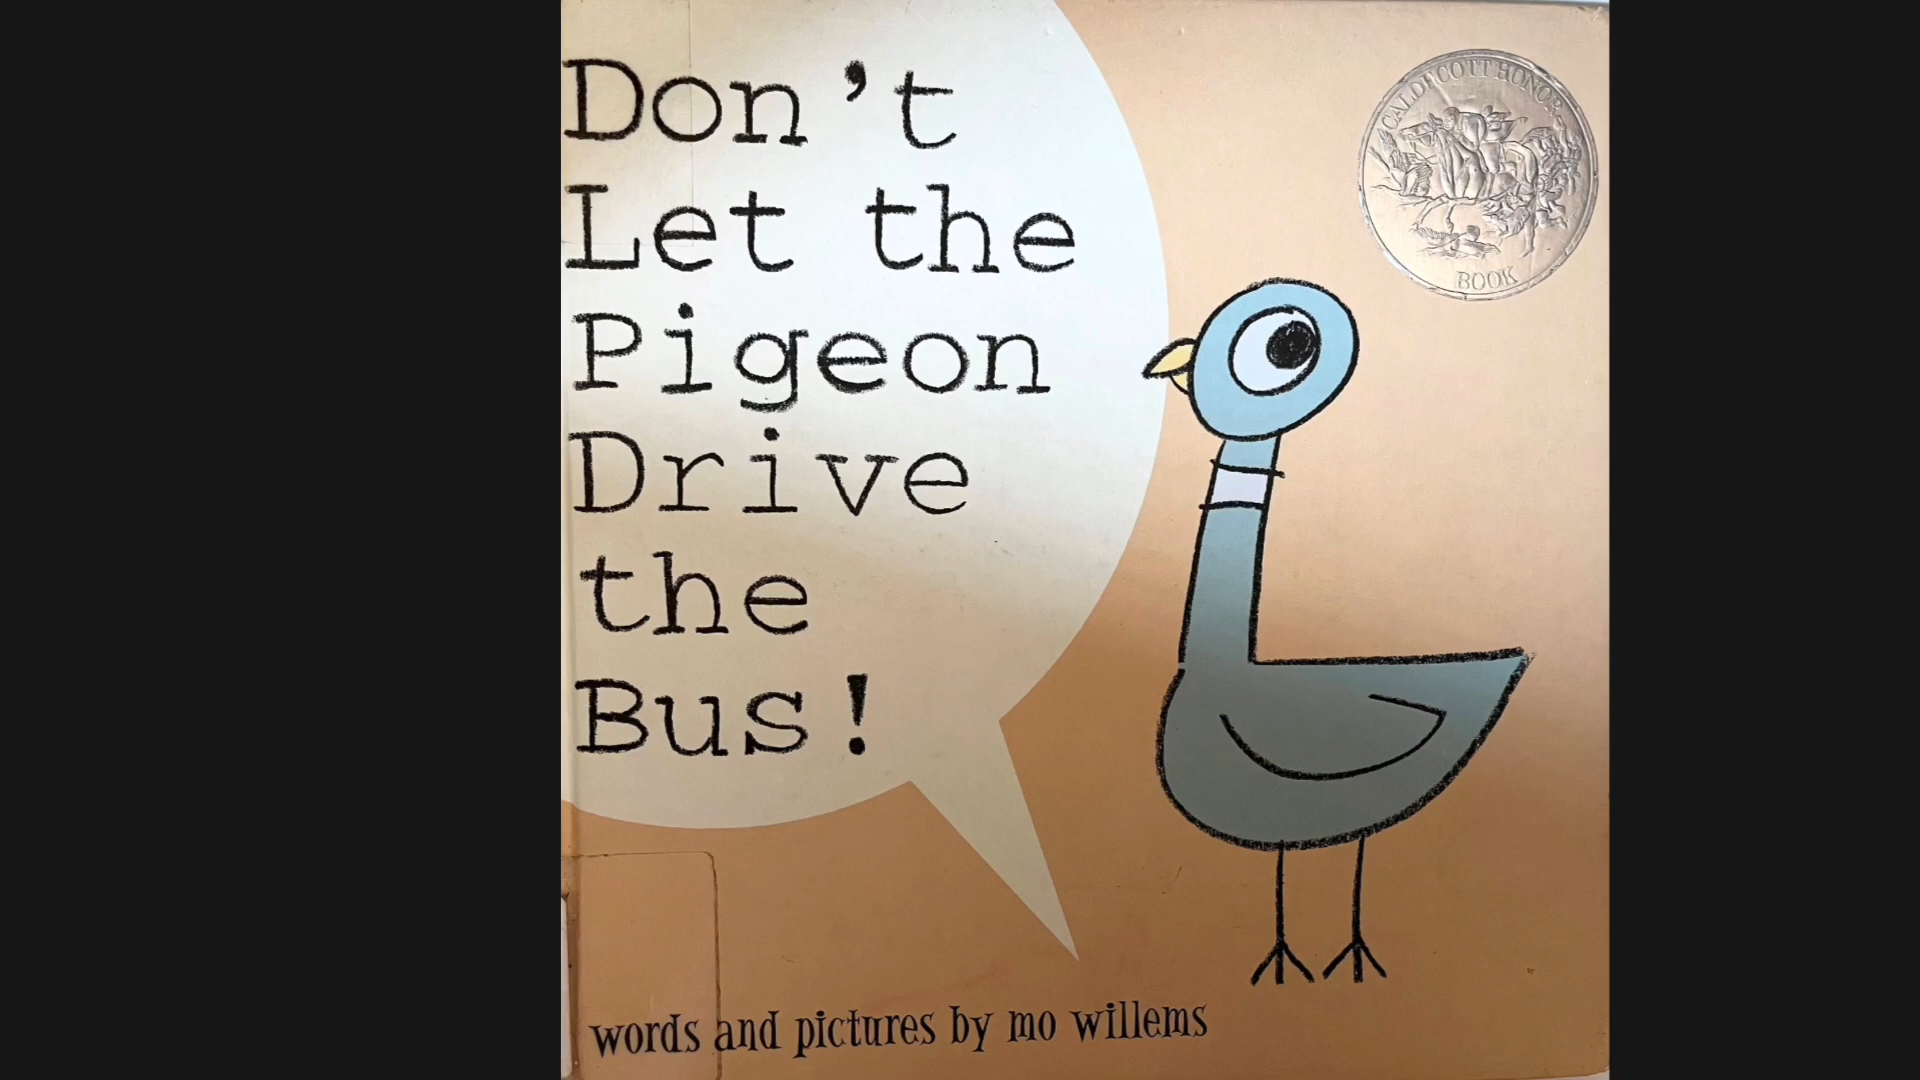 Don't
Let the
Pigeon
Drive
the
Bus!
CALDECOTT HONOR
BOOK
words and pictures by mo willems